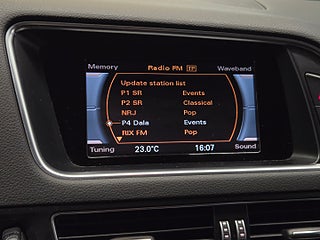 Memory Radio FM TP Waveband
Update station list
P1 SR Events
P2 SR Classical
NRJ Pop
P4 Dala Events
RIX FM Pop
Tuning 23.0°C 16:07 Sound